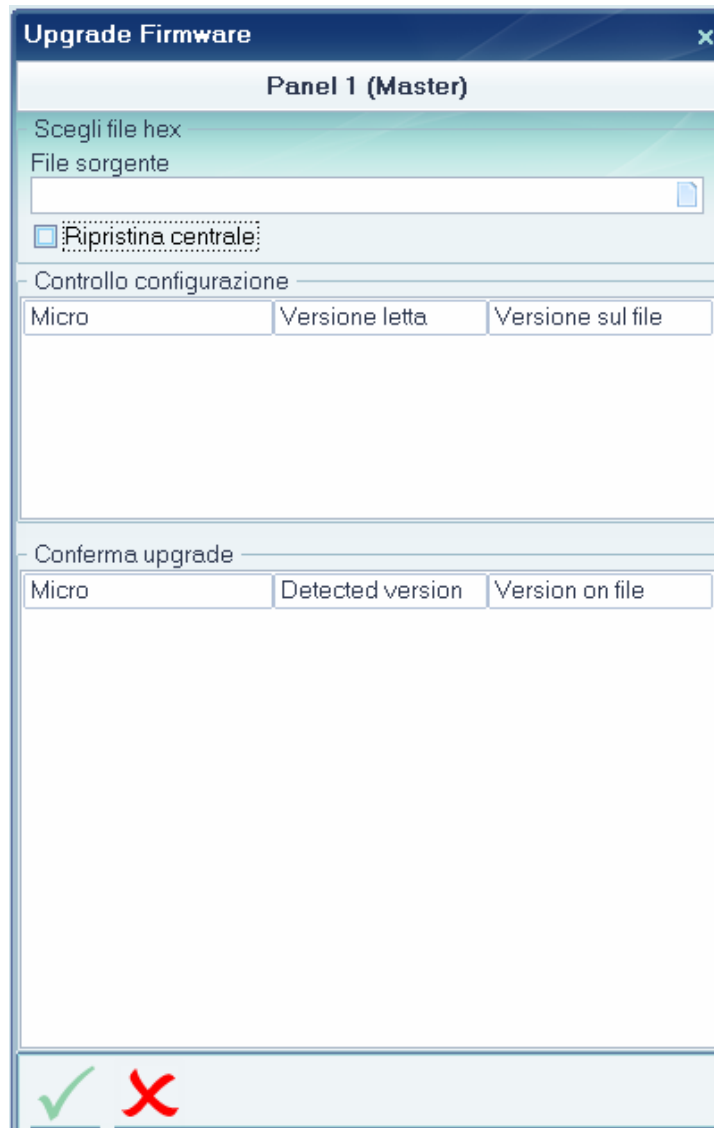 Upgrade Firmware
Panel 1 (Master)
Scegli file hex
File sorgente
Ripristina centrale
Controllo configurazione
Micro Versione letta Versione sul file
Conferma upgrade
Micro Detected version Version on file